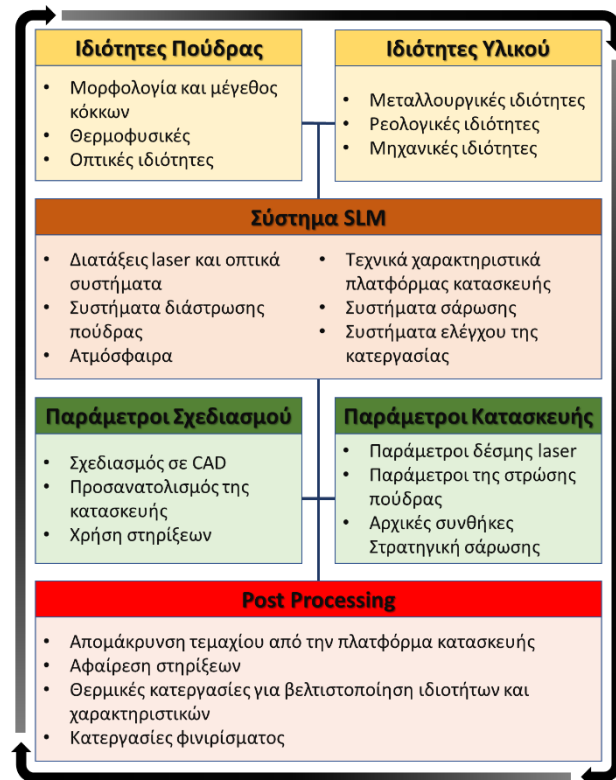 Ιδιότητες Πούδρας
• Μορφολογία και μέγεθος
κόκκων
• Θερμοφυσικές
• Οπτικές ιδιότητες
Ιδιότητες Υλικού
• Μεταλλουργικές ιδιότητες
• Ρεολογικές ιδιότητες
• Μηχανικές ιδιότητες
Σύστημα SLM
• Διατάξεις laser και οπτικά
συστήματα
• Συστήματα διάστρωσης
πούδρας
• Ατμόσφαιρα
• Τεχνικά χαρακτηριστικά
πλατφόρμας κατασκευής
• Συστήματα σάρωσης
• Συστήματα ελέγχου της
κατεργασίας
Παράμετροι Σχεδιασμού
• Σχεδιασμός σε CAD
• Προσανατολισμός της
κατασκευής
• Χρήση στηρίξεων
Παράμετροι Κατασκευής
• Παράμετροι δέσμης laser
• Παράμετροι της στρώσης
πούδρας
• Αρχικές συνθήκες
Στρατηγική σάρωσης
Post Processing
• Απομάκρυνση τεμαχίου από την πλατφόρμα κατασκευής
• Αφαίρεση στηρίξεων
• Θερμικές κατεργασίες για βελτιστοποίηση ιδιοτήτων και
χαρακτηριστικών
• Κατεργασίες φινιρίσματος